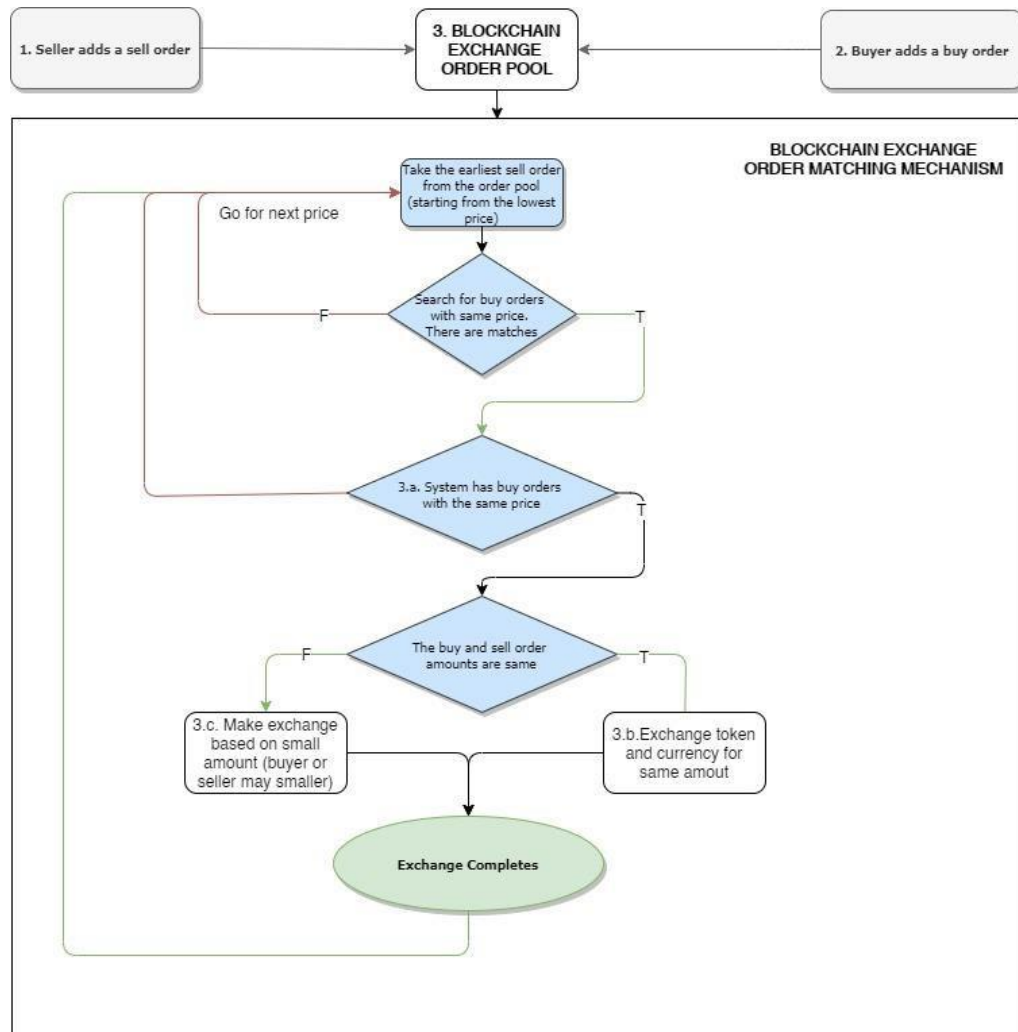 1. Seller adds a sell order
3. BLOCKCHAIN
EXCHANGE
ORDER POOL
2. Buyer adds a buy order
BLOCKCHAIN EXCHANGE
ORDER MATCHING MECHANISM
Take the earliest sell order
from the order pool
(starting from the lowest
price)
Go for next price
Search for buy orders
with same price.
There are matches
F
T
3.a. System has buy orders
with the same price
T
The buy and sell order
amounts are same
F
T
3.c. Make exchange
based on small
amount (buyer or
seller may smaller)
3.b.Exchange token
and currency for
same amout
Exchange Completes